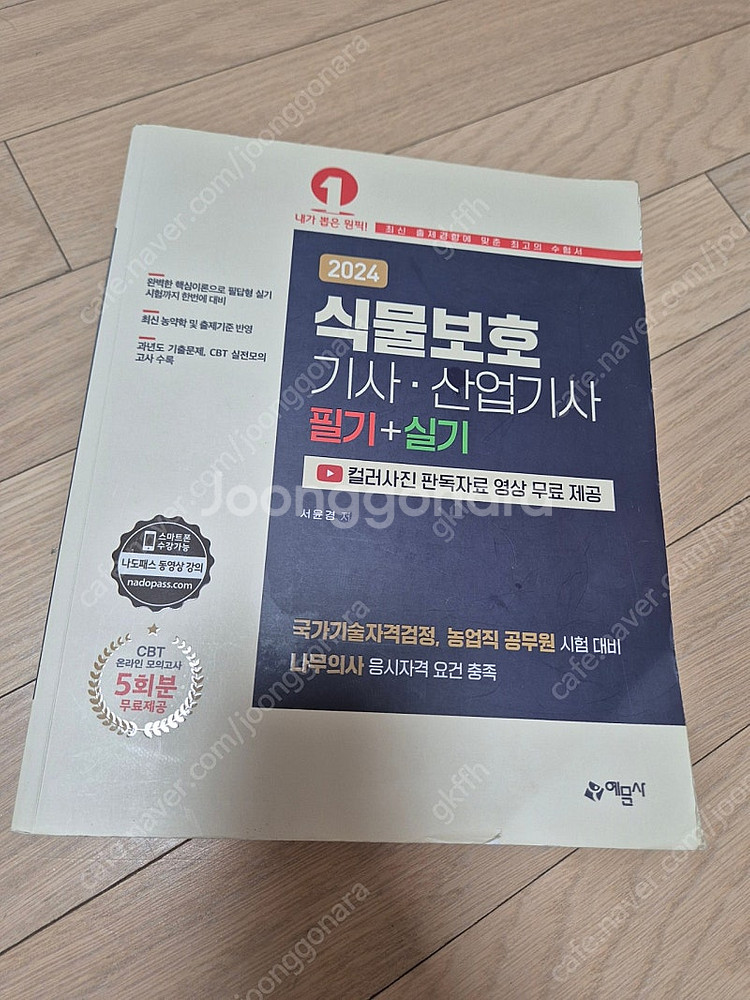 1
내가 뽑은 원픽!
최신 출제경향에 맞춘 최고의 수험서
2024
식물보호
기사·산업기사
필기+실기
컬러사진 판독자료 영상 무료 제공
서윤경 저
완벽한 핵심이론으로 필답형 실기
시험까지 한번에 대비
최신 농약학 및 출제기준 반영
과년도 기출문제, CBT 실전모의
고사 수록
스마트폰
수강가능
나도패스 동영상 강의
nadopass.com
CBT
온라인 모의고사
5회분
무료제공
국가기술자격검정, 농업직 공무원 시험 대비
나무의사 응시자격 요건 충족
예문사
Joonggonara
cafe.naver.com/joonggonara
gkffh